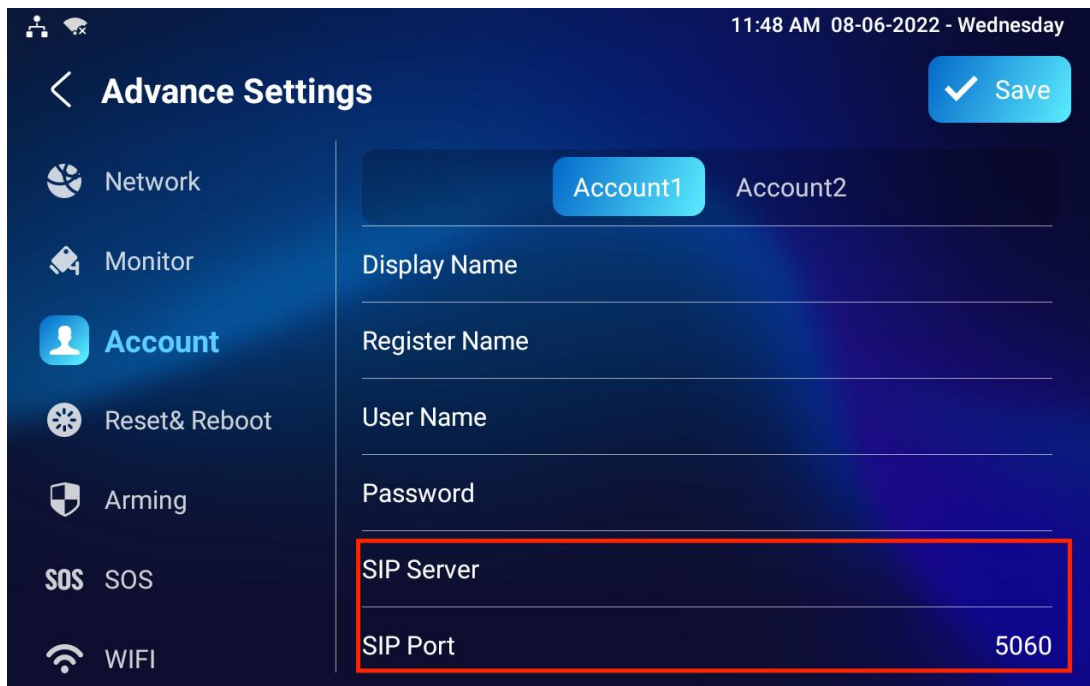 11:48 AM 08-06-2022 - Wednesday
Advance Settings
Save
Network
Monitor
Account
Reset& Reboot
Arming
SOS SOS
WIFI
Account1 Account2
Display Name
Register Name
User Name
Password
SIP Server
SIP Port 5060